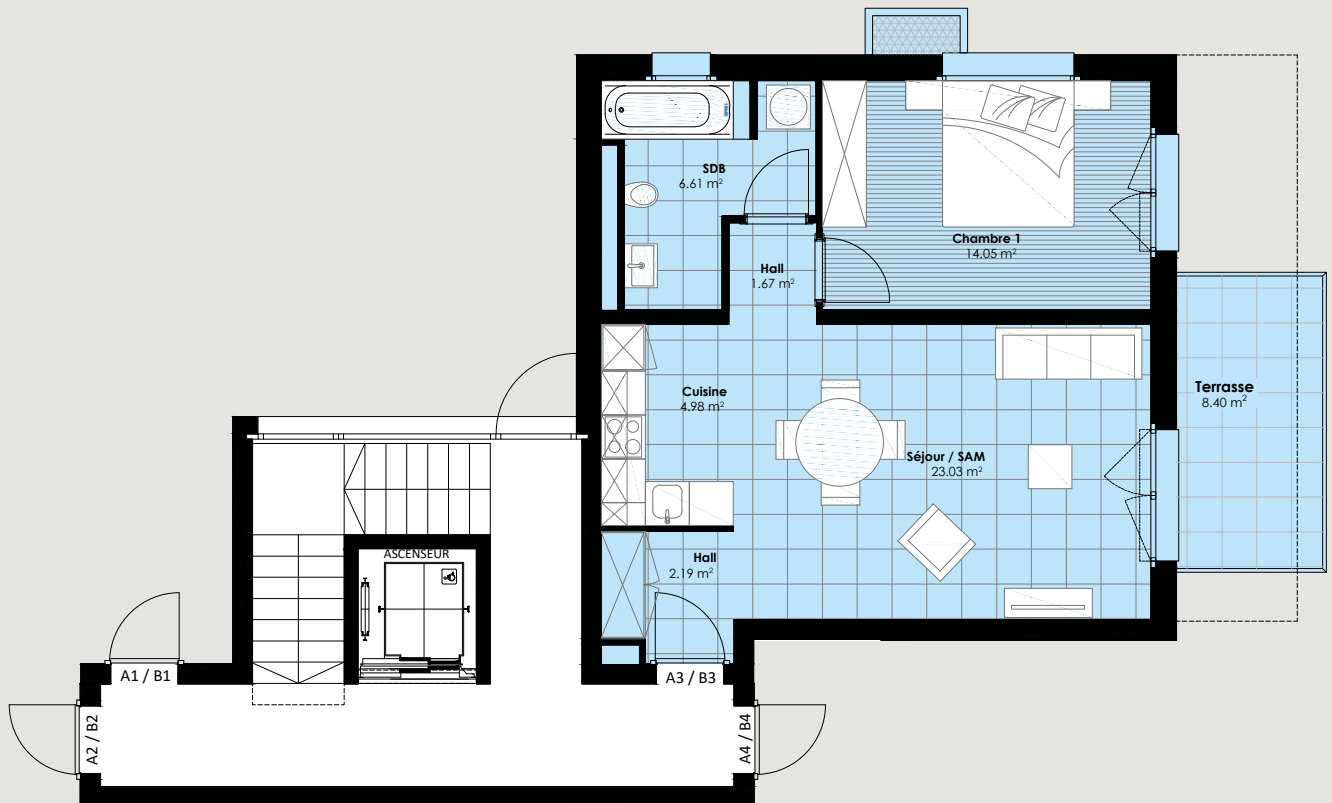 SDB
6.61 m²
Chambre 1
14.05 m²
Hall
1.67 m²
Cuisine
4.98 m²
Terrasse
8.40 m²
Séjour / SAM
23.03 m²
ASCENSEUR
Hall
2.19 m²
A1 / B1
A3 / B3
A2 / B2
A4 / B4